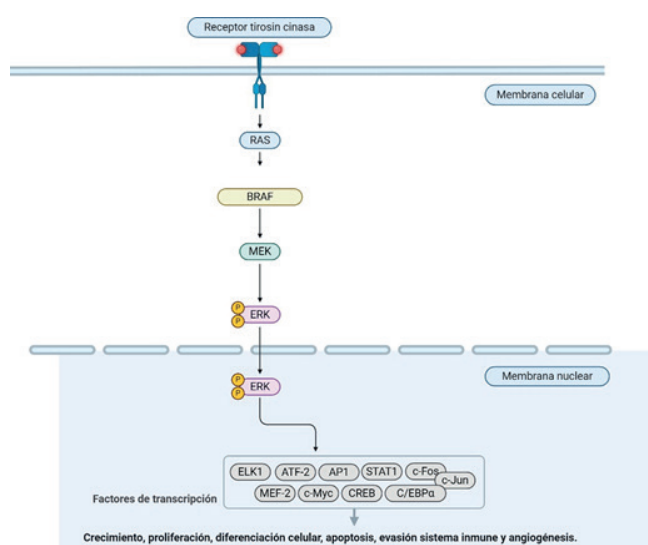 Receptor tirosin cinasa
Membrana celular
RAS
BRAF
MEK
P
P
ERK
Membrana nuclear
P
P
ERK
ELK1 ATF-2 AP1 STAT1 c-Fos
c-Jun
MEF-2 c-Myc CREB C/EBPα
Factores de transcripción
Crecimiento, proliferación, diferenciación celular, apoptosis, evasión sistema inmune y angiogénesis.